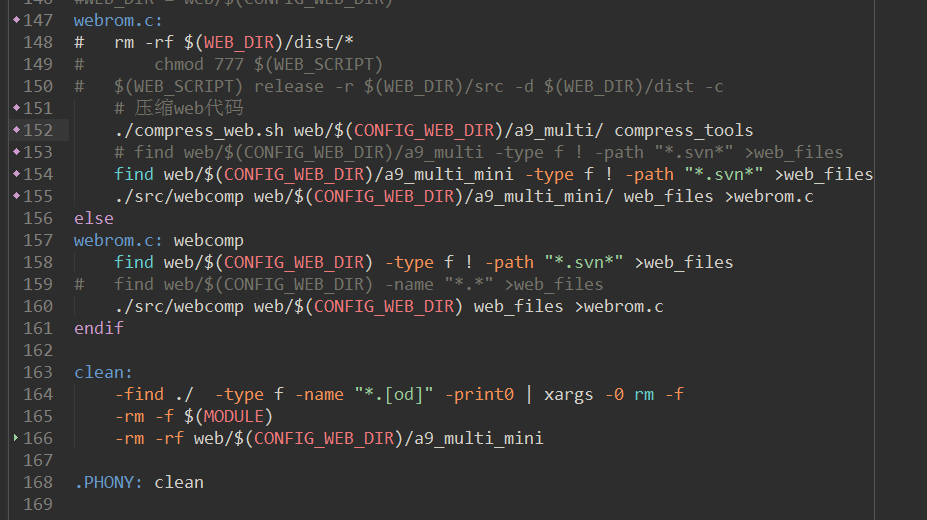 146 #WEB_DIR = web/$(CONFIG_WEB_DIR)
147 webrom.c:
148 #   rm -rf $(WEB_DIR)/dist/*
149 #       chmod 777 $(WEB_SCRIPT)
150 #   $(WEB_SCRIPT) release -r $(WEB_DIR)/src -d $(WEB_DIR)/dist -c
151     # 压缩web代码
152     ./compress_web.sh web/$(CONFIG_WEB_DIR)/a9_multi/ compress_tools
153     # find web/$(CONFIG_WEB_DIR)/a9_multi -type f ! -path "*.svn*" >web_files
154     find web/$(CONFIG_WEB_DIR)/a9_multi_mini -type f ! -path "*.svn*" >web_files
155     ./src/webcomp web/$(CONFIG_WEB_DIR)/a9_multi_mini/ web_files >webrom.c
156 else
157 webrom.c: webcomp
158     find web/$(CONFIG_WEB_DIR) -type f ! -path "*.svn*" >web_files
159 #   find web/$(CONFIG_WEB_DIR) -name "*.*" >web_files
160     ./src/webcomp web/$(CONFIG_WEB_DIR) web_files >webrom.c
161 endif
162
163 clean:
164     -find ./  -type f -name "*.[od]" -print0 | xargs -0 rm -f
165     -rm -f $(MODULE)
166     -rm -rf web/$(CONFIG_WEB_DIR)/a9_multi_mini
167
168 .PHONY: clean
169